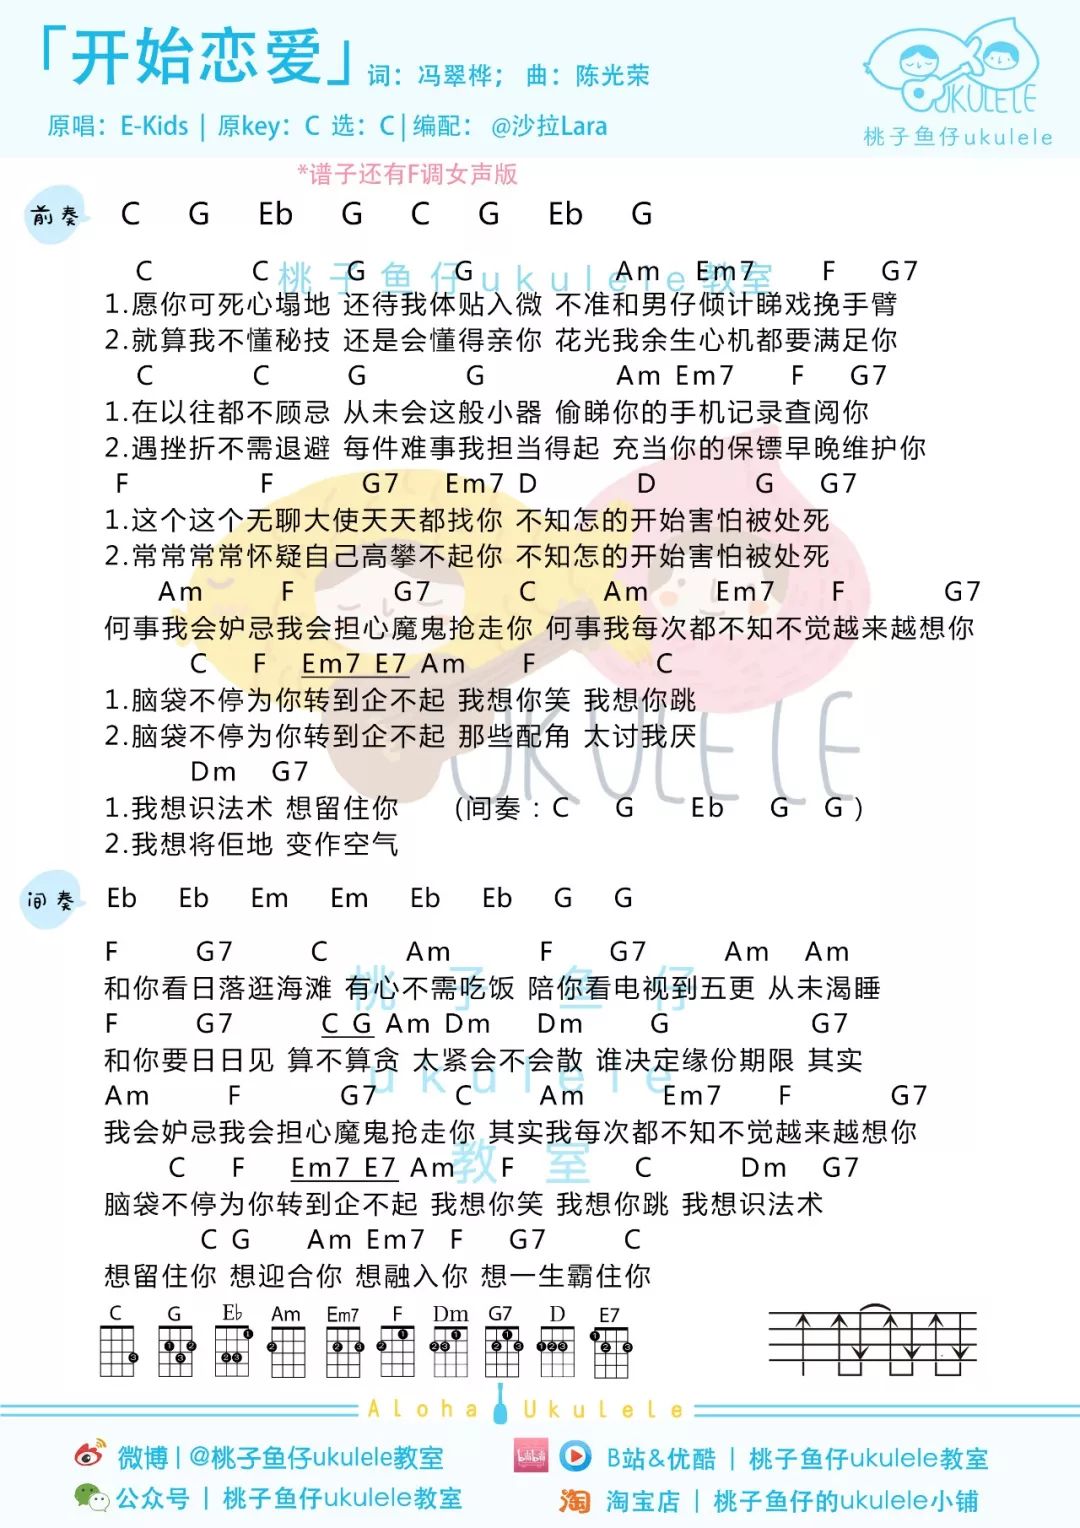 「开始恋爱」 词：冯翠桦； 曲：陈光荣
原唱：E-Kids | 原key：C 选：C | 编配： @沙拉Lara
UKULELE
桃子鱼仔ukulele
*谱子还有F调女声版
前奏 C G Eb G C G Eb G
桃子鱼仔ukulele教室
C C G G Am Em7 F G7
1.愿你可死心塌地 还待我体贴入微 不准和男仔倾计睇戏挽手臂
2.就算我不懂秘技 还是会懂得亲你 花光我余生心机都要满足你
C C G G Am Em7 F G7
1.在以往都不顾忌 从未会这般小器 偷睇你的手机记录查阅你
2.遇挫折不需退避 每件难事我担当得起 充当你的保镖早晚维护你
F F G7 Em7 D D G G7
1.这个这个无聊大使天天都找你 不知怎的开始害怕被处死
2.常常常常怀疑自己高攀不起你 不知怎的开始害怕被处死
Am F G7 C Am Em7 F G7
何事我会妒忌我会担心魔鬼抢走你 何事我每次都不知不觉越来越想你
C F Em7 E7 Am F C
1.脑袋不停为你转到企不起 我想你笑 我想你跳
2.脑袋不停为你转到企不起 那些配角 太讨我厌
UKULELE
Dm G7
1.我想识法术 想留住你 (间奏：C G Eb G G )
2.我想将佢地 变作空气
间奏 Eb Eb Em Em Eb Eb G G
F G7 C Am F G7 Am Am
桃子鱼仔
和你看日落逛海滩 有心不需吃饭 陪你看电视到五更 从未渴睡
F G7 C G Am Dm Dm G G7
和你要日日见 算不算贪 太紧会不会散 谁决定缘份期限 其实
ukulele
Am F G7 C Am Em7 F G7
我会妒忌我会担心魔鬼抢走你 其实我每次都不知不觉越来越想你
教室
C F Em7 E7 Am F C Dm G7
脑袋不停为你转到企不起 我想你笑 我想你跳 我想识法术
C G Am Em7 F G7 C
想留住你 想迎合你 想融入你 想一生霸住你
C G E♭ Am Em7 F Dm G7 D E7
Aloha Ukulele
微博 | @桃子鱼仔ukulele教室
B站&优酷 | 桃子鱼仔ukulele教室
公众号 | 桃子鱼仔ukulele教室
淘 淘宝店 | 桃子鱼仔的ukulele小铺